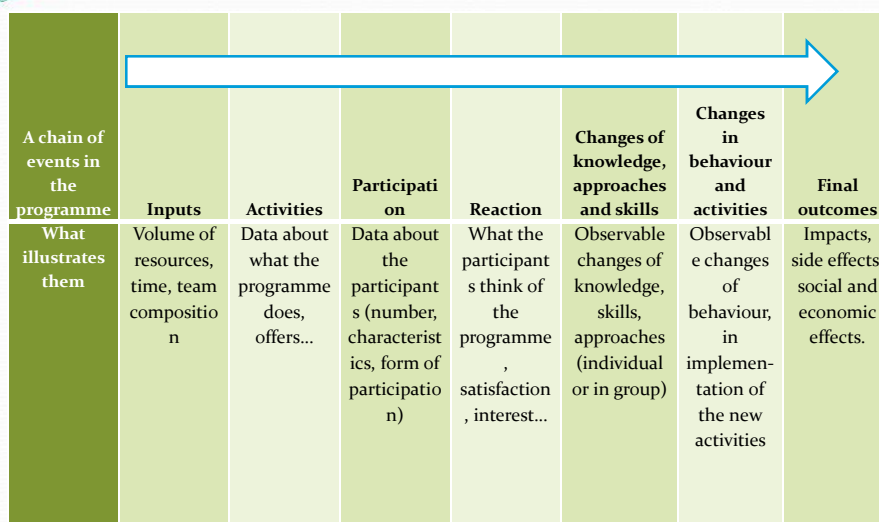 A chain of
events in
the
programme
Inputs
Activities
Participati
on
Reaction
Changes of
knowledge,
approaches
and skills
Changes
in
behaviour
and
activities
Final
outcomes
What
illustrates
them
Volume of
resources,
time, team
compositio
n
Data about
what the
programme
does,
offers...
Data about
the
participant
s (number,
characterist
ics, form of
participatio
n)
What the
participant
s think of
the
programme
,
satisfaction
, interest...
Observable
changes of
knowledge,
skills,
approaches
(individual
or in group)
Observabl
e changes
of
behaviour,
in
implemen-
tation of
the new
activities
Impacts,
side effects
social and
economic
effects.